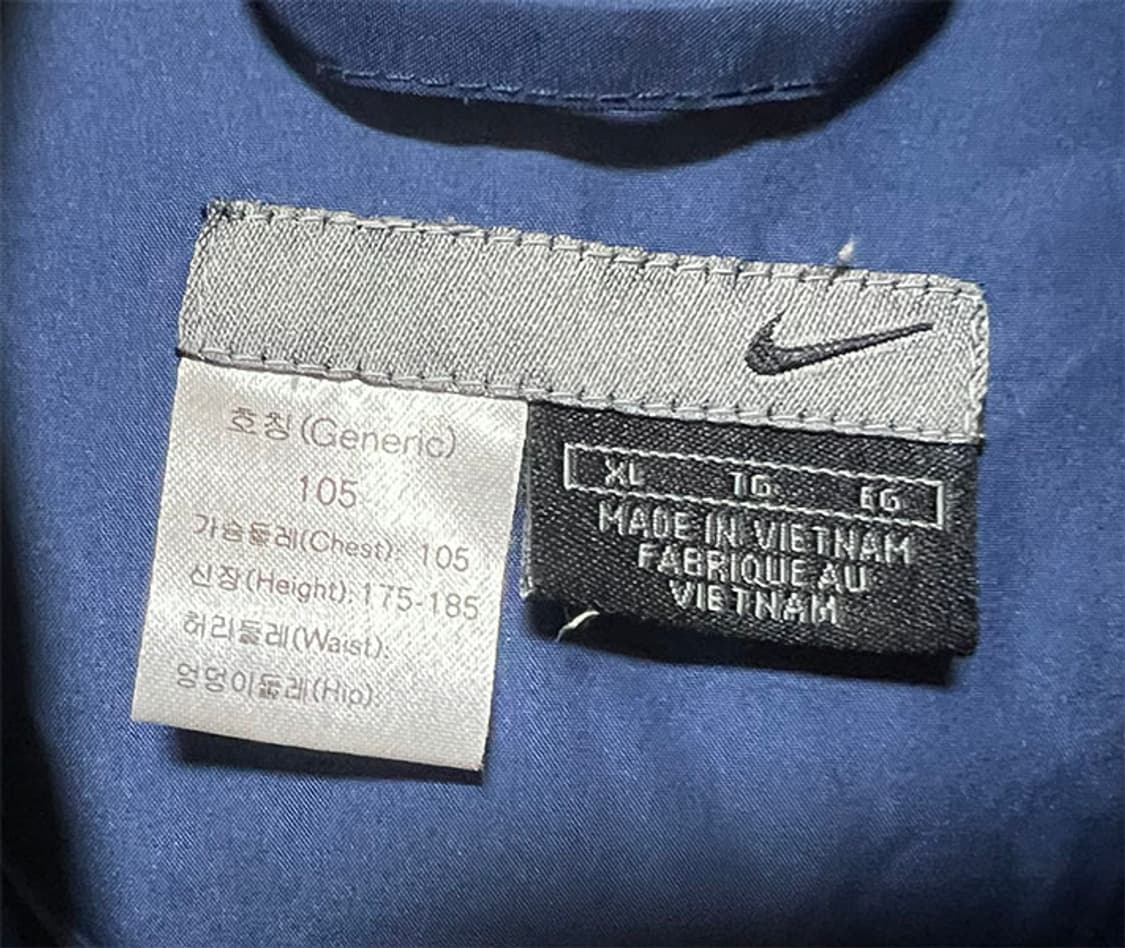 호칭(Generic)
105
가슴둘레(Chest): 105
신장(Height):175-185
허리둘레(Waist):
엉덩이둘레(Hip):
XL TG EG
MADE IN VIETNAM
FABRIQUE AU
VIETNAM